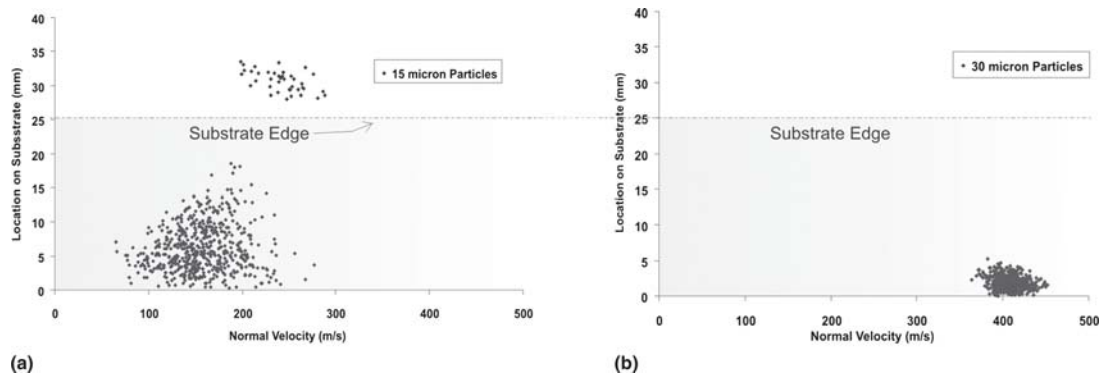 40
35
30
25
20
15
10
5
0
Location on Subsstrate (mm)
15 micron Particles
Substrate Edge
0 100 200 300 400 500
Normal Velocity (m/s)
(a)
40
35
30
25
20
15
10
5
0
Location on Substrate (mm)
30 micron Particles
Substrate Edge
0 100 200 300 400 500
Normal Velocity (m/s)
(b)